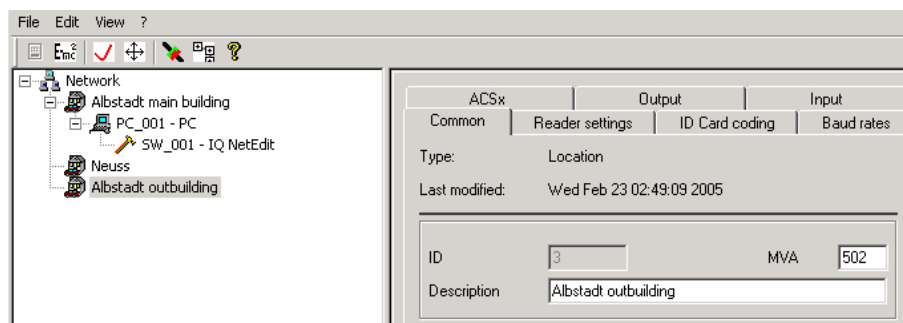 File Edit View ?
Emc²
Network
Albstadt main building
PC_001 - PC
SW_001 - IQ NetEdit
Neuss
Albstadt outbuilding
ACSx Output Input
Common Reader settings ID Card coding Baud rates
Type: Location
Last modified: Wed Feb 23 02:49:09 2005
ID 3 MVA 502
Description Albstadt outbuilding